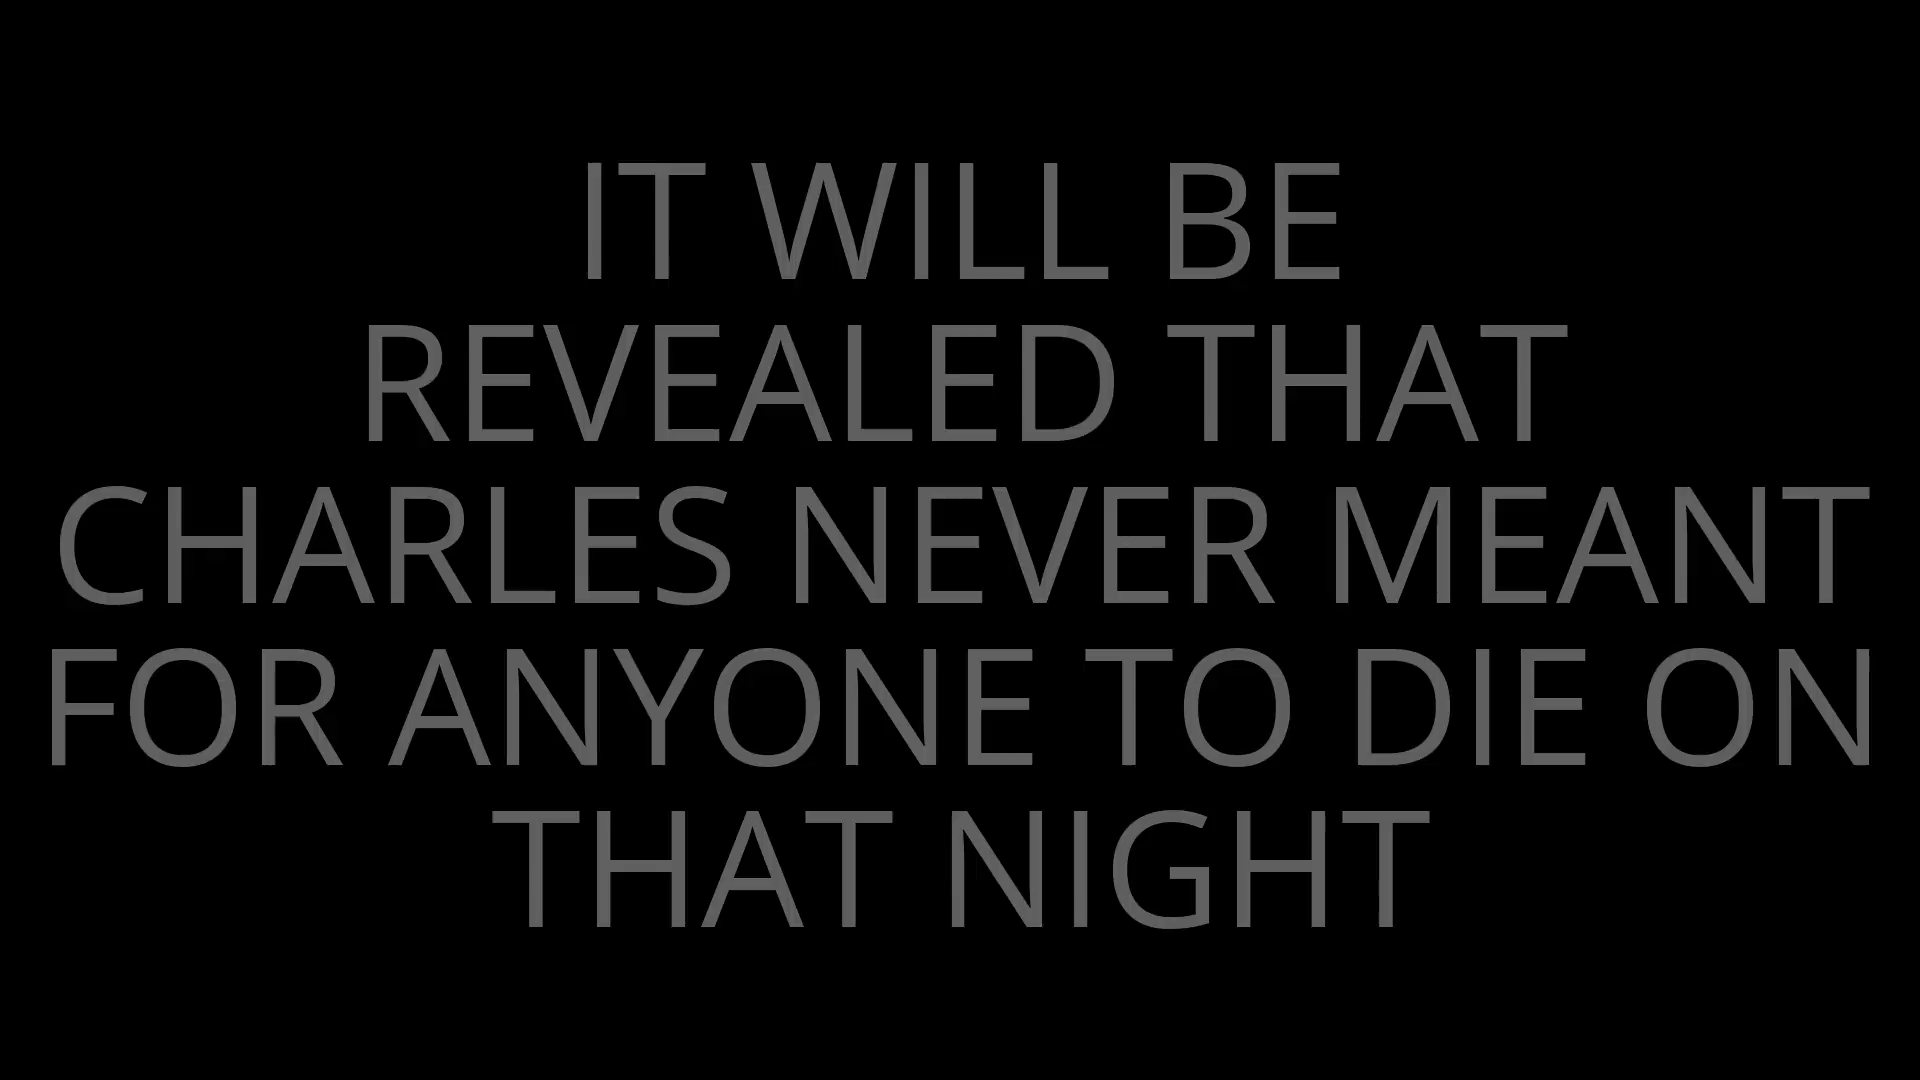 IT WILL BE
REVEALED THAT
CHARLES NEVER MEANT
FOR ANYONE TO DIE ON
THAT NIGHT